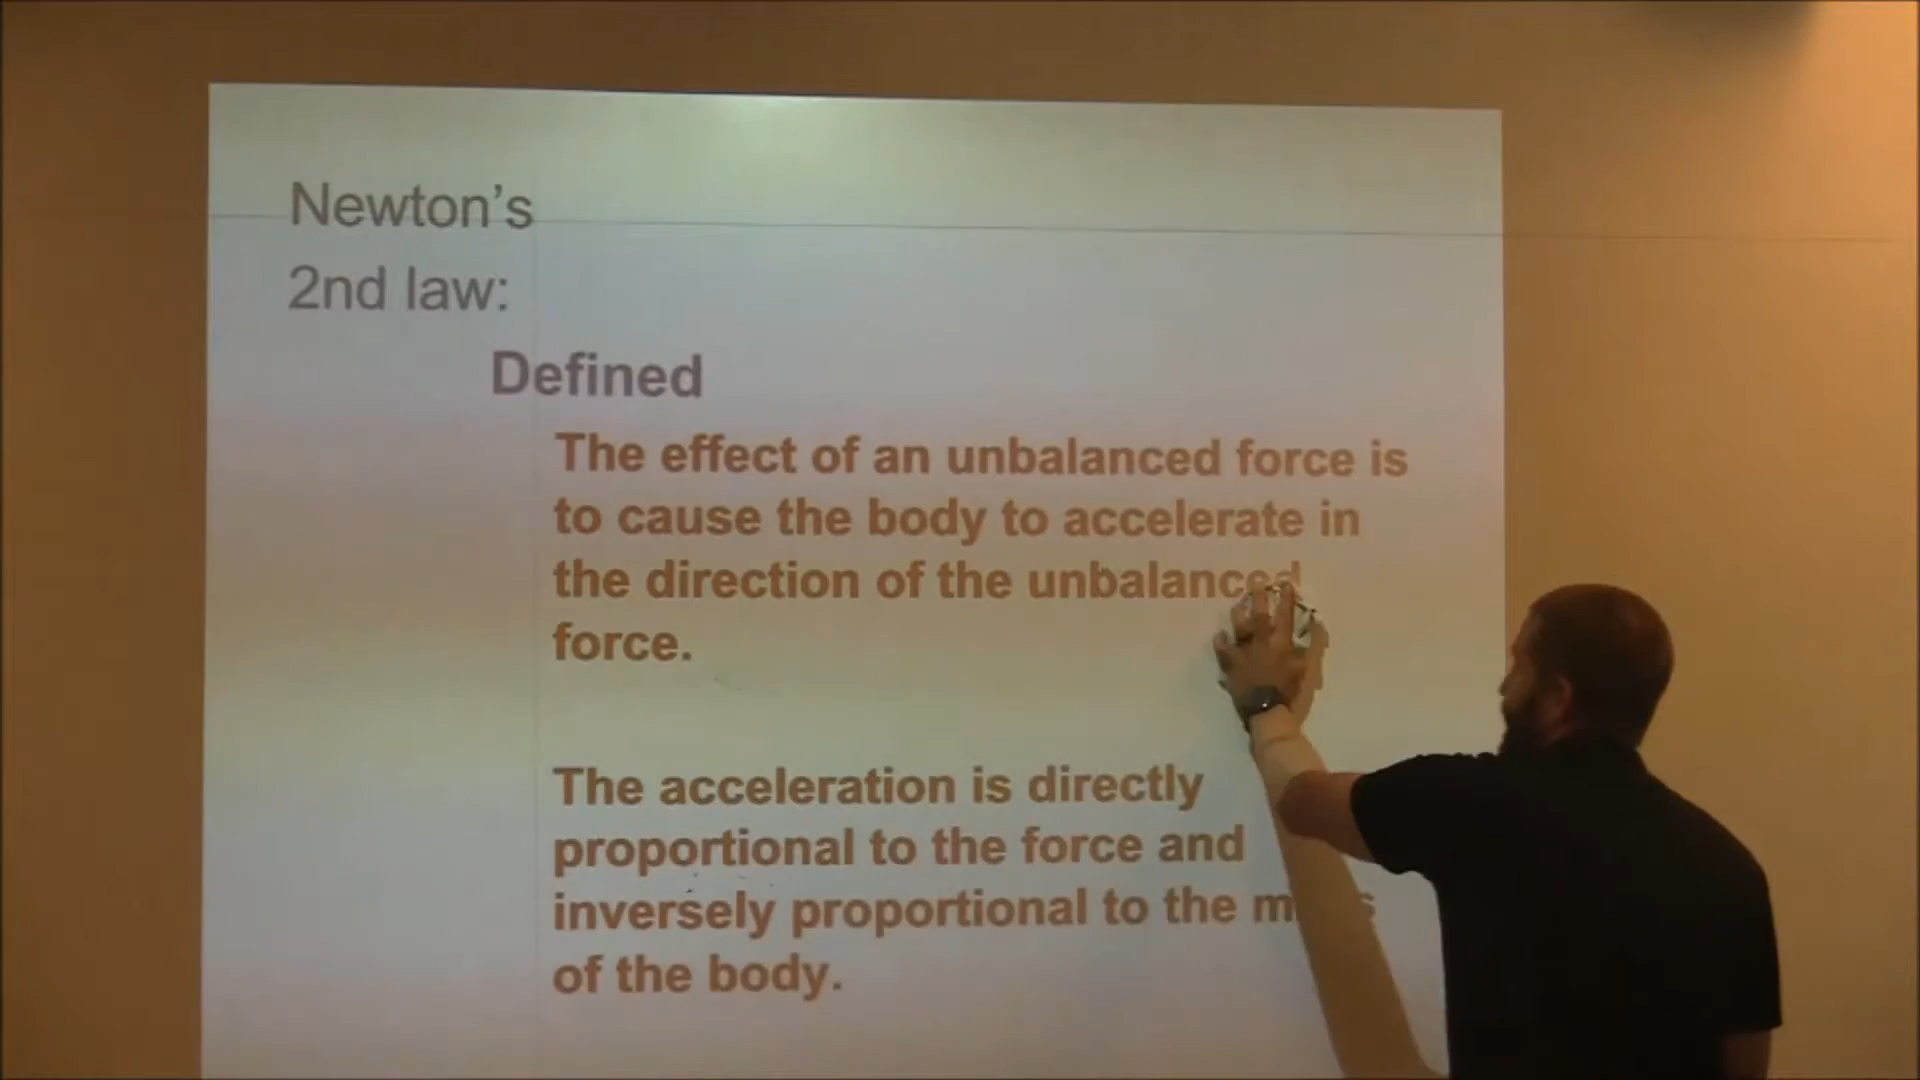 Newton's
2nd law:
Defined
The effect of an unbalanced force is
to cause the body to accelerate in
the direction of the unbalanced
force.
The acceleration is directly
proportional to the force and
inversely proportional to the
of the body.